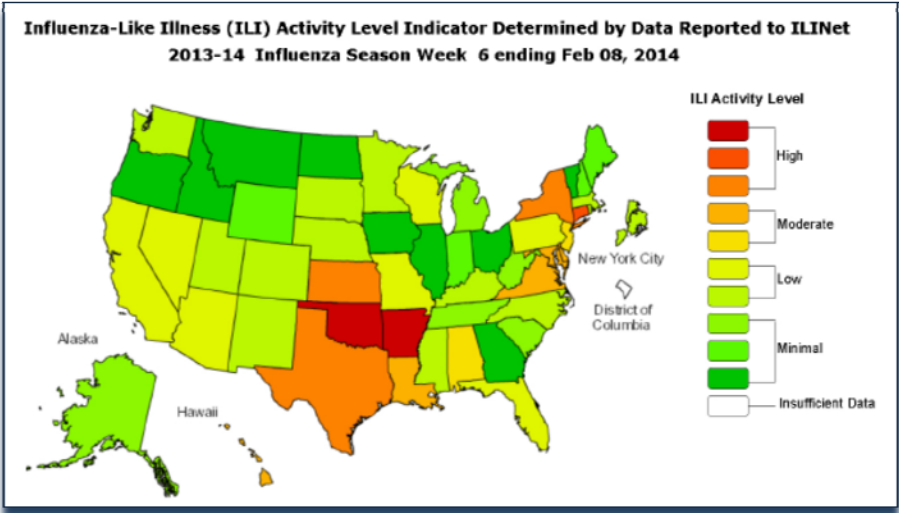 Influenza-Like Illness (ILI) Activity Level Indicator Determined by Data Reported to ILINet
2013-14 Influenza Season Week 6 ending Feb 08, 2014
ILI Activity Level
High
Moderate
Low
Minimal
Insufficient Data
New York City
District of
Columbia
Alaska
Hawaii